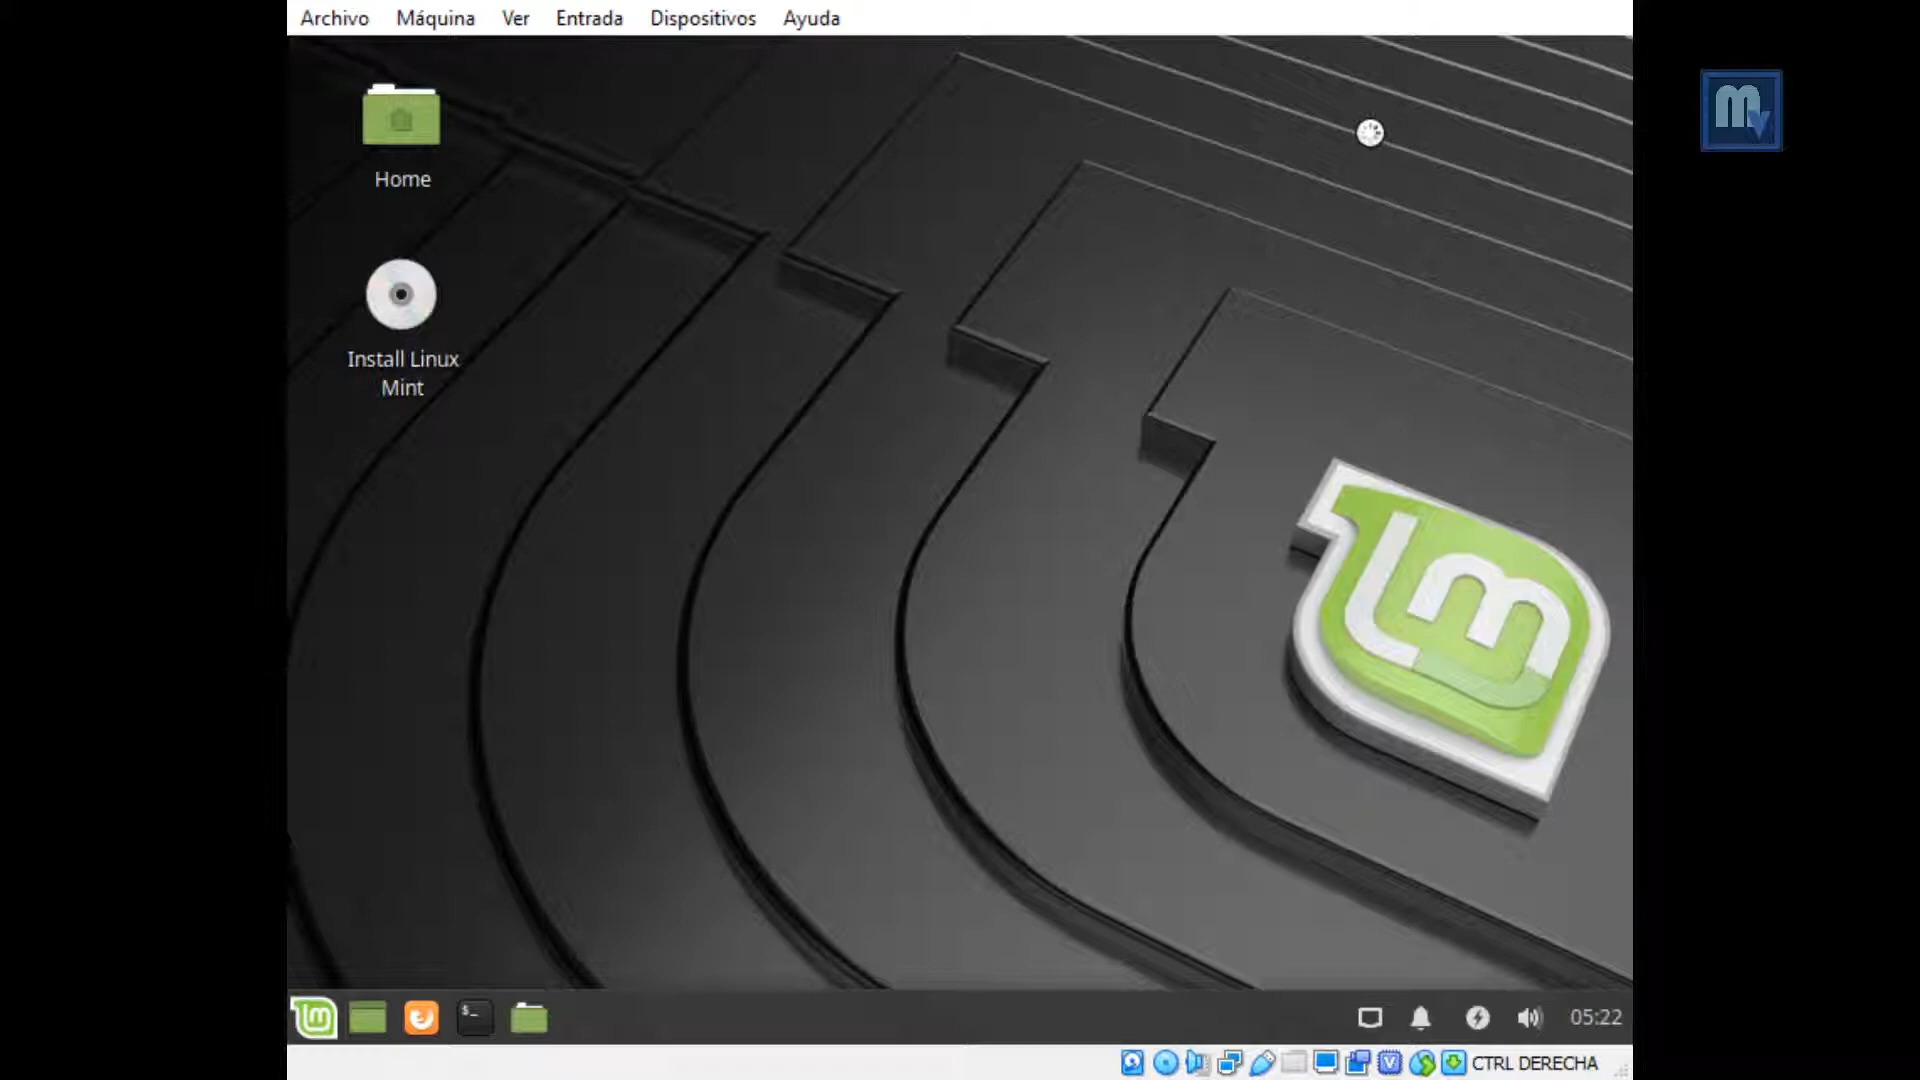 Archivo Máquina Ver Entrada Dispositivos Ayuda
Home
Install Linux
Mint
05:22
CTRL DERECHA